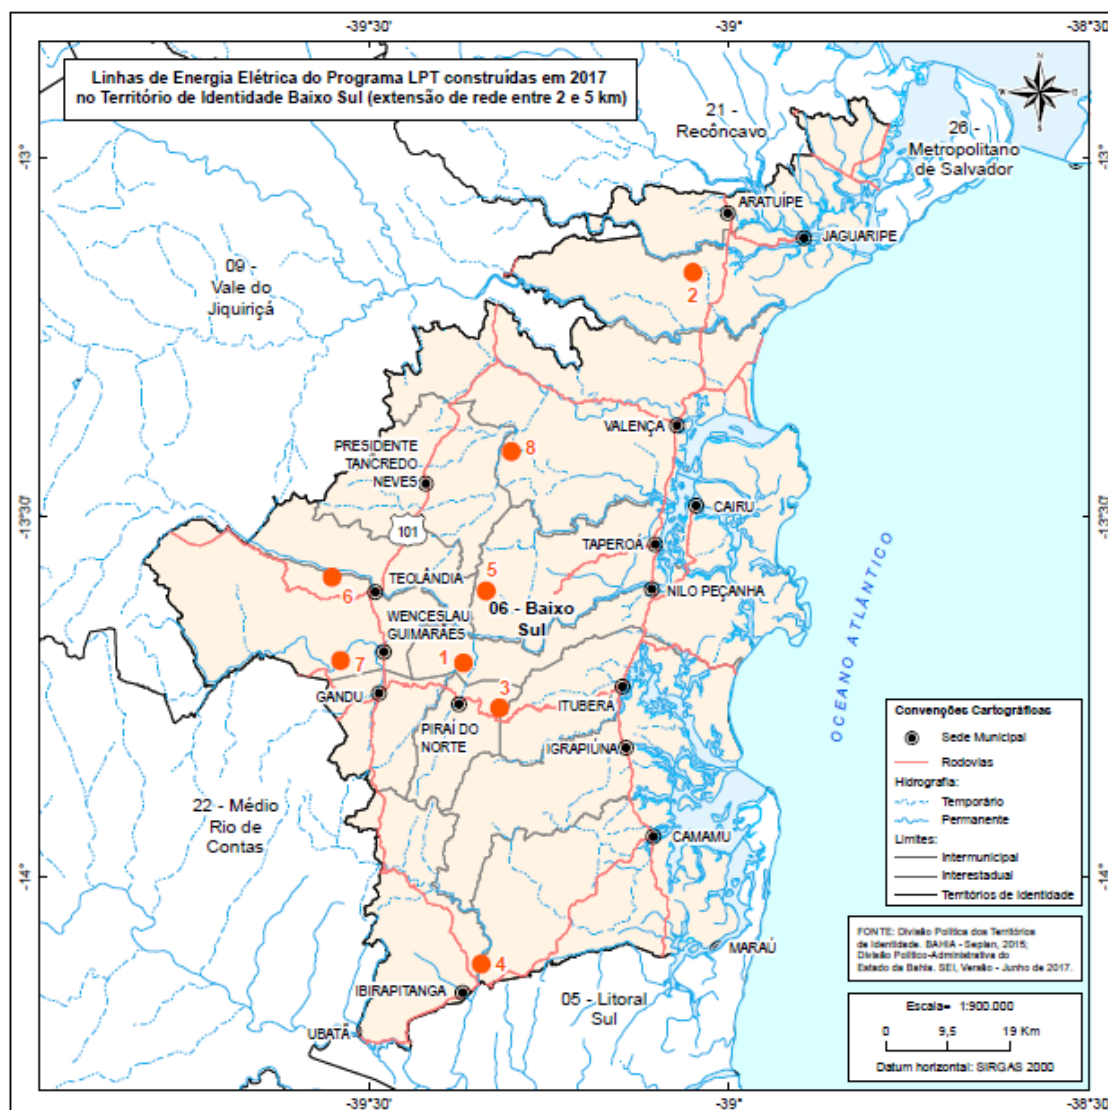 -39°30'
-39°
-38°30'
Linhas de Energia Elétrica do Programa LPT construídas em 2017
no Território de Identidade Baixo Sul (extensão de rede entre 2 e 5 km)
N
21 -
Recôncavo
26 -
Metropolitano
de Salvador
-13°
-13°
ARATUÍPE
JAGUARIPE
09 -
Vale do
Jiquiriçá
2
VALENÇA
8
PRESIDENTE
TANCREDO
NEVES
CAIRU
-13°30'
-13°30'
101
TAPEROÁ
TEOLÂNDIA
5
6
NILO PEÇANHA
06 - Baixo
Sul
WENCESLAU
GUIMARÃES
1
7
GANDU
3
ITUBERÁ
PIRAÍ DO
NORTE
IGRAPIÚNA
OCEANO ATLÂNTICO
22 - Médio
Rio de
Contas
CAMAMU
-14°
-14°
MARAÚ
4
IBIRAPITANGA
05 - Litoral
Sul
UBATÃ
Convenções Cartográficas
Sede Municipal
Rodovias
Hidrografia:
Temporário
Permanente
Limites:
Intermunicipal
Interestadual
Territórios de Identidade
FONTE: Divisão Política dos Territórios
de Identidade. BAHIA - Seplan, 2015;
Divisão Político-Administrativa do
Estado da Bahia. SEI, Versão - Junho de 2017.
Escala= 1:900.000
0 9,5 19 Km
Datum horizontal: SIRGAS 2000
-39°30'
-39°
-38°30'